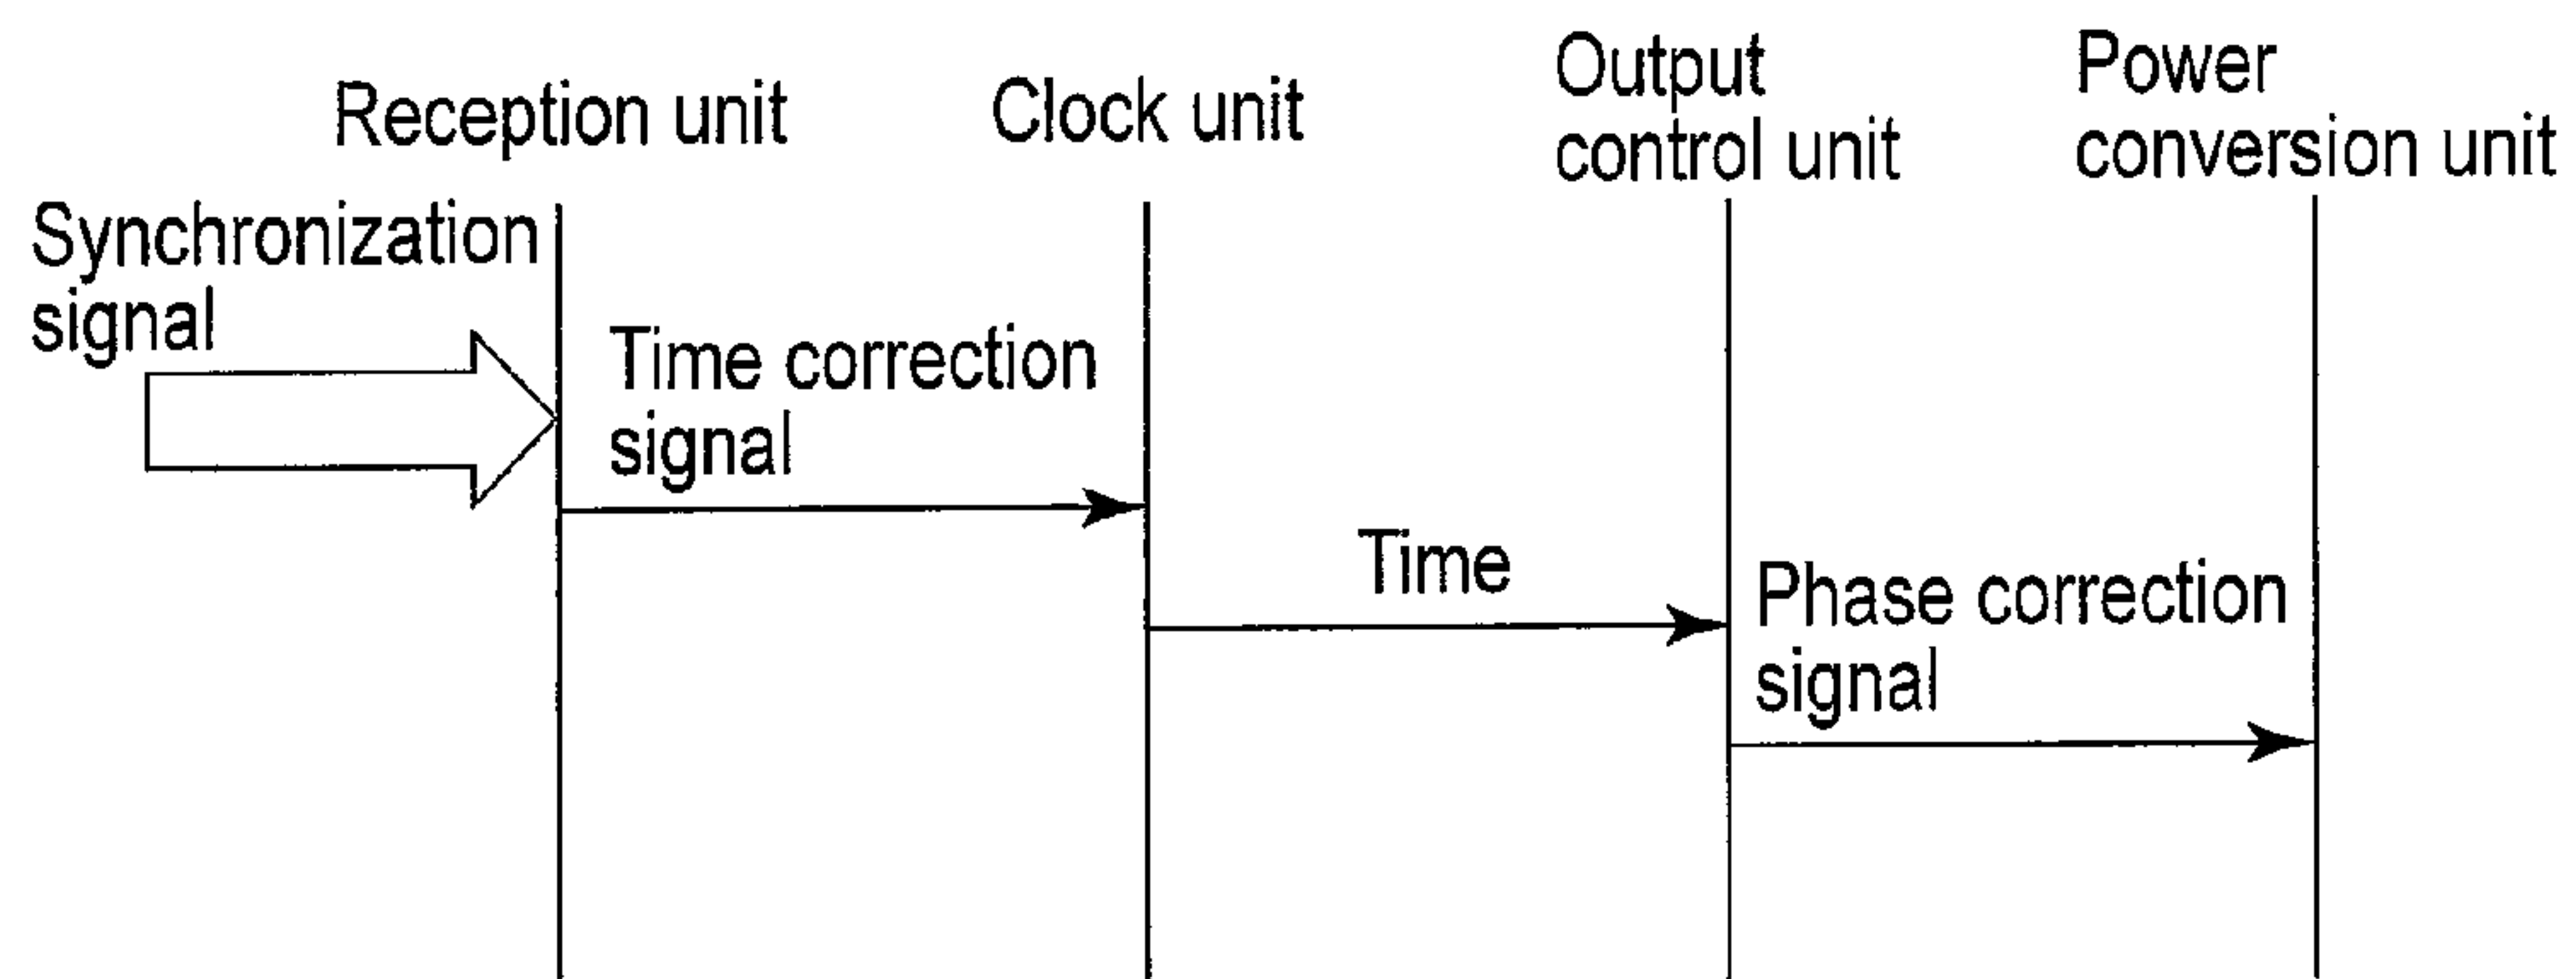 Reception unit
Clock unit
Output
control unit
Power
conversion unit
Synchronization
signal
Time correction
signal
Time
Phase correction
signal